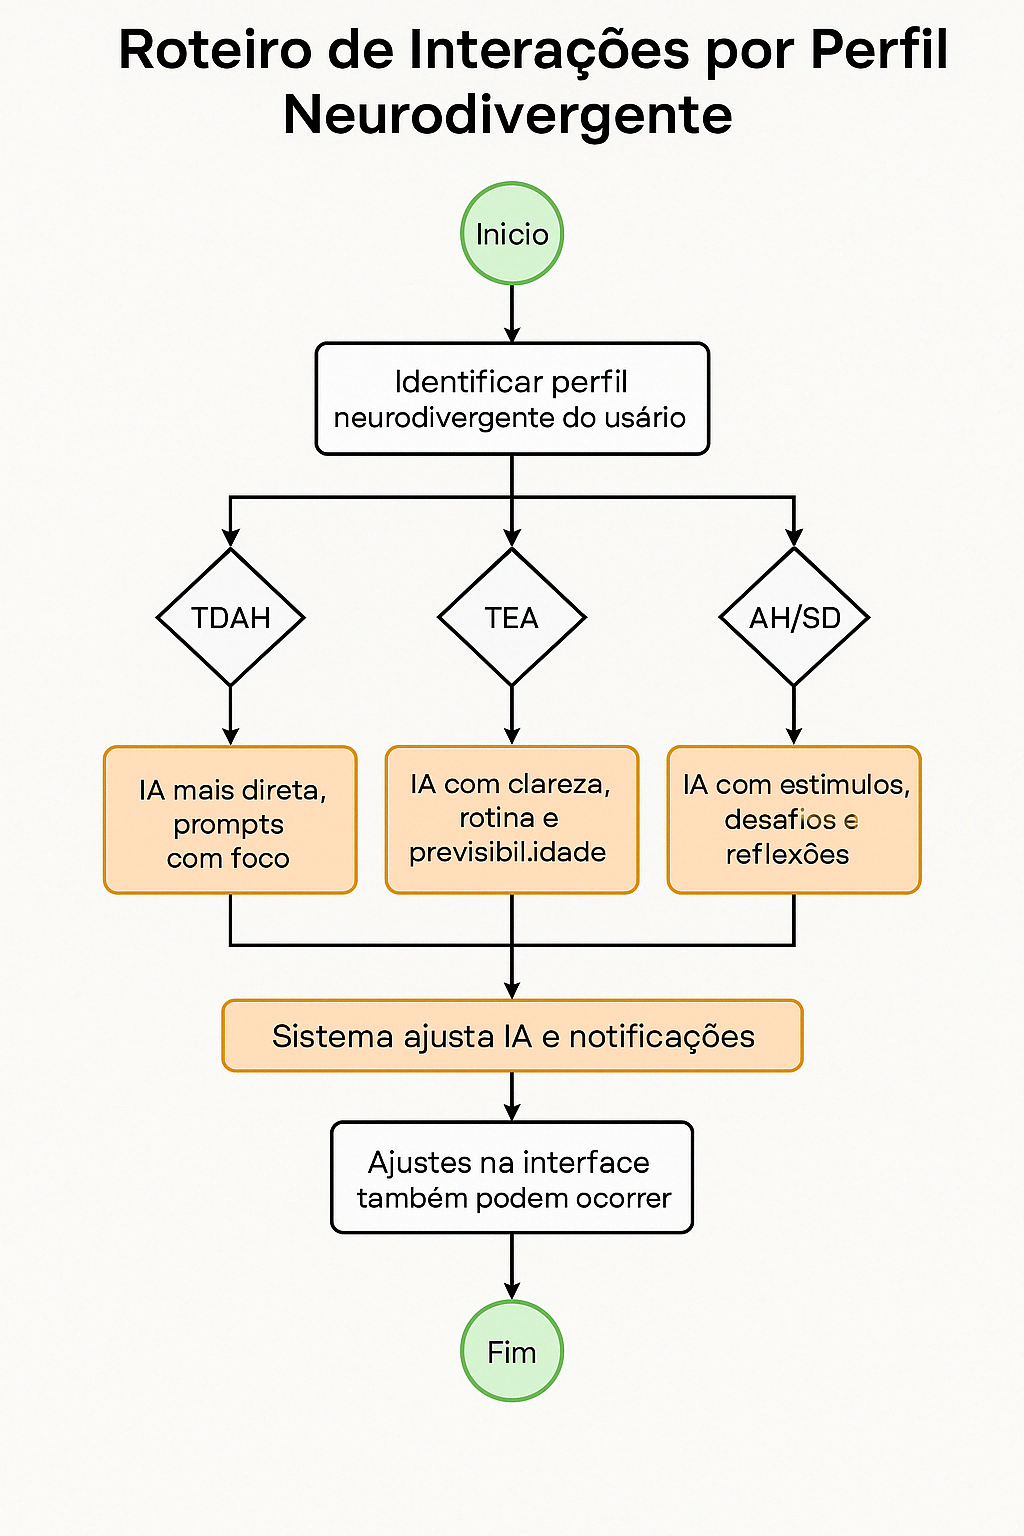 Roteiro de Interações por Perfil
Neurodivergente
Inicio
Identificar perfil
neurodivergente do usário
TDAH
TEA
AH/SD
IA mais direta,
prompts
com foco
IA com clareza,
rotina e
previsibil.idade
IA com estimulos,
desafios e
reflexôes
Sistema ajusta IA e notificações
Ajustes na interface
também podem ocorrer
Fim